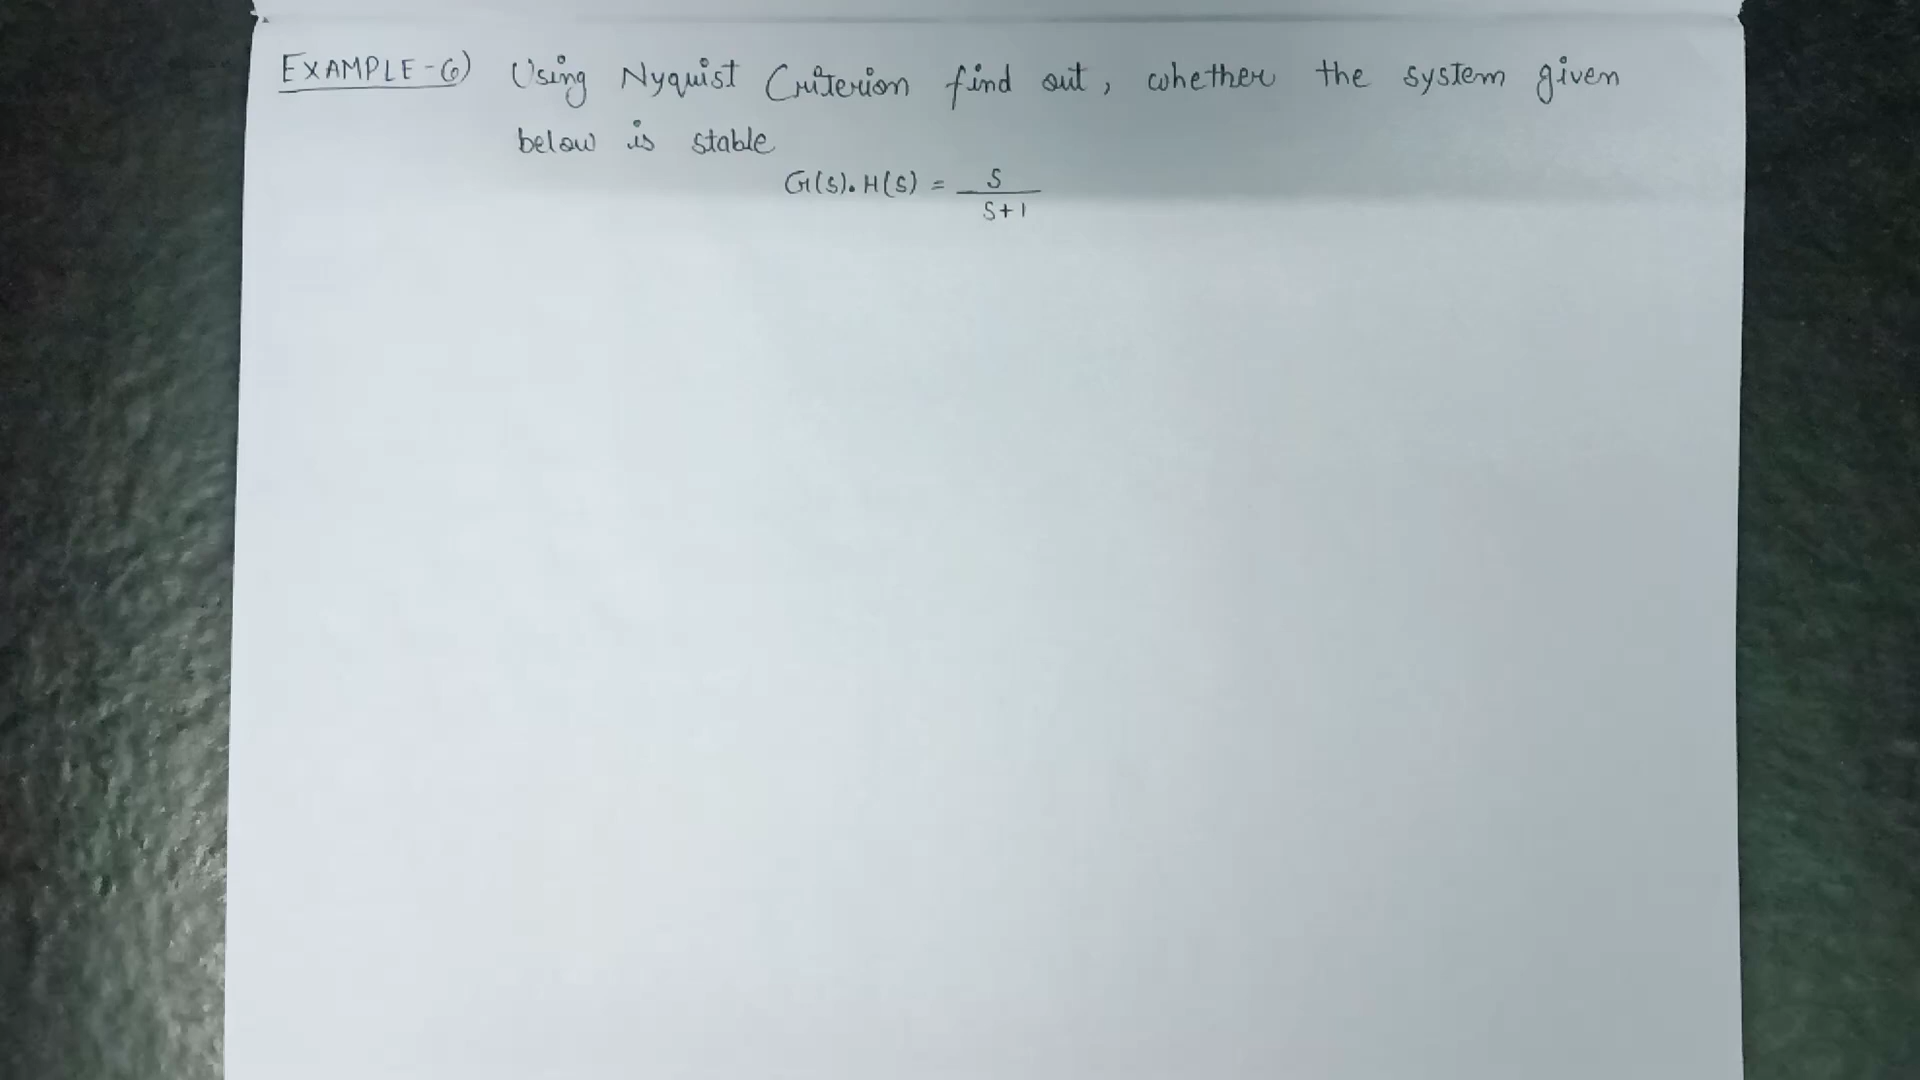 EXAMPLE-6) Using Nyquist Criterion find out, whether the system given
below is stable
G(s).H(s) = s
s+1